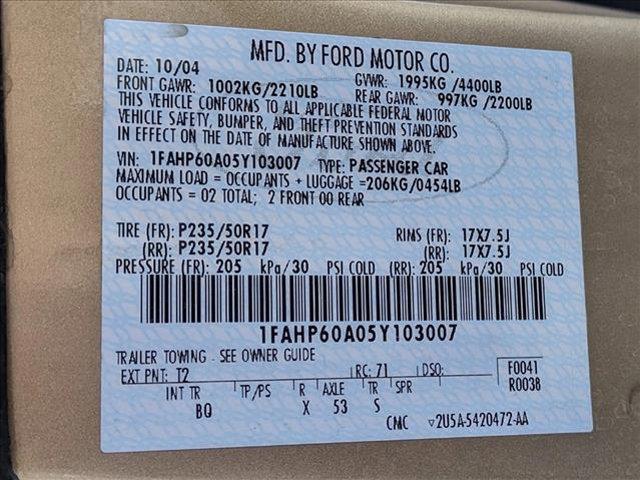 MFD. BY FORD MOTOR CO.
DATE: 10/04 GVWR: 1995KG /4400LB
FRONT GAWR: 1002KG/2210LB REAR GAWR: 997KG /2200LB
THIS VEHICLE CONFORMS TO ALL APPLICABLE FEDERAL MOTOR
VEHICLE SAFETY, BUMPER, AND THEFT PREVENTION STANDARDS
IN EFFECT ON THE DATE OF MANUFACTURE SHOWN ABOVE.
VIN: 1FAHP60A05Y103007 TYPE: PASSENGER CAR
MAXIMUM LOAD = OCCUPANTS + LUGGAGE =206KG/0454LB
OCCUPANTS = 02 TOTAL; 2 FRONT 00 REAR
TIRE (FR): P235/50R17 RIMS (FR): 17X7.5J
(RR): P235/50R17 (RR): 17X7.5J
PRESSURE (FR): 205 kPa/30 PSI COLD (RR): 205 kPa/30 PSI COLD
1FAHP60A05Y103007
TRAILER TOWING - SEE OWNER GUIDE
EXT PNT: T2 RC: 71 DSO: F0041
R0038
INT TR TP/PS R AXLE TR SPR
BQ X 53 S
CMC ▽2U5A-5420472-AA